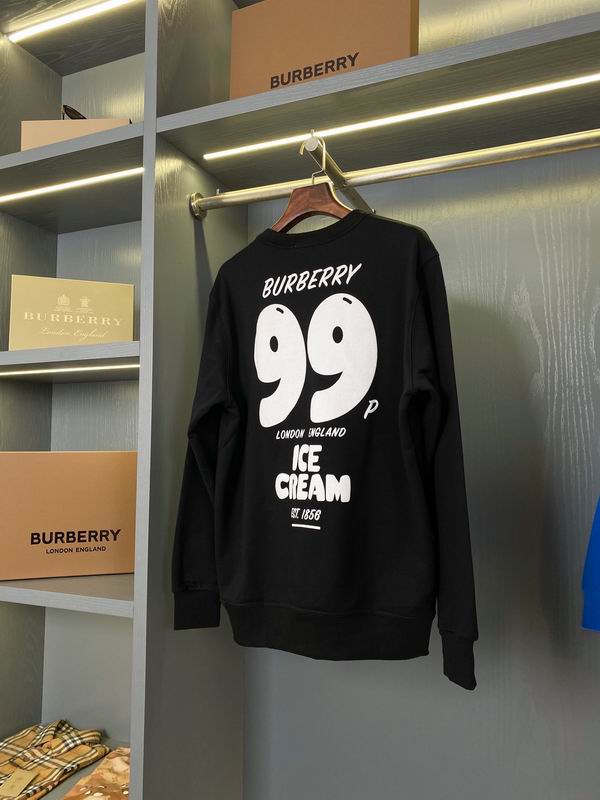 BURBERRY
BURBERRY
London, England
BURBERRY
LONDON ENGLAND
BURBERRY
99
P
LONDON ENGLAND
ICE
CREAM
EST. 1856